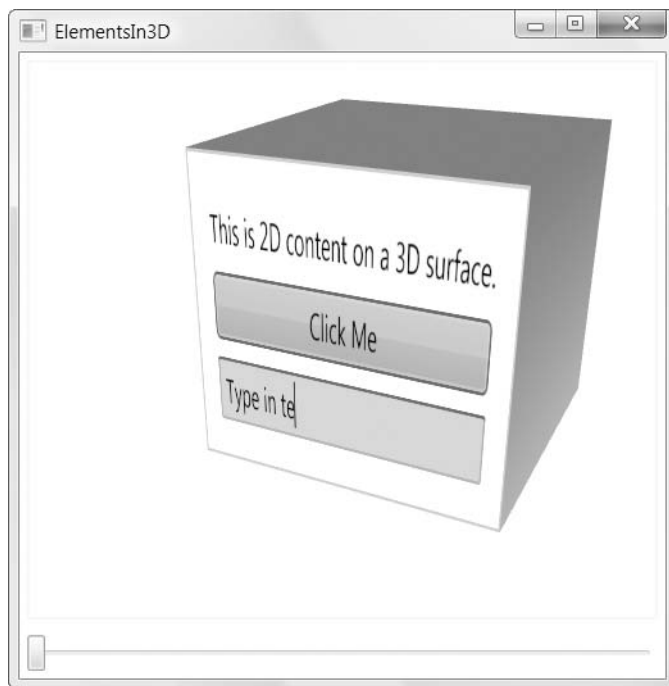 ElementsIn3D
This is 2D content on a 3D surface.
Click Me
Type in te